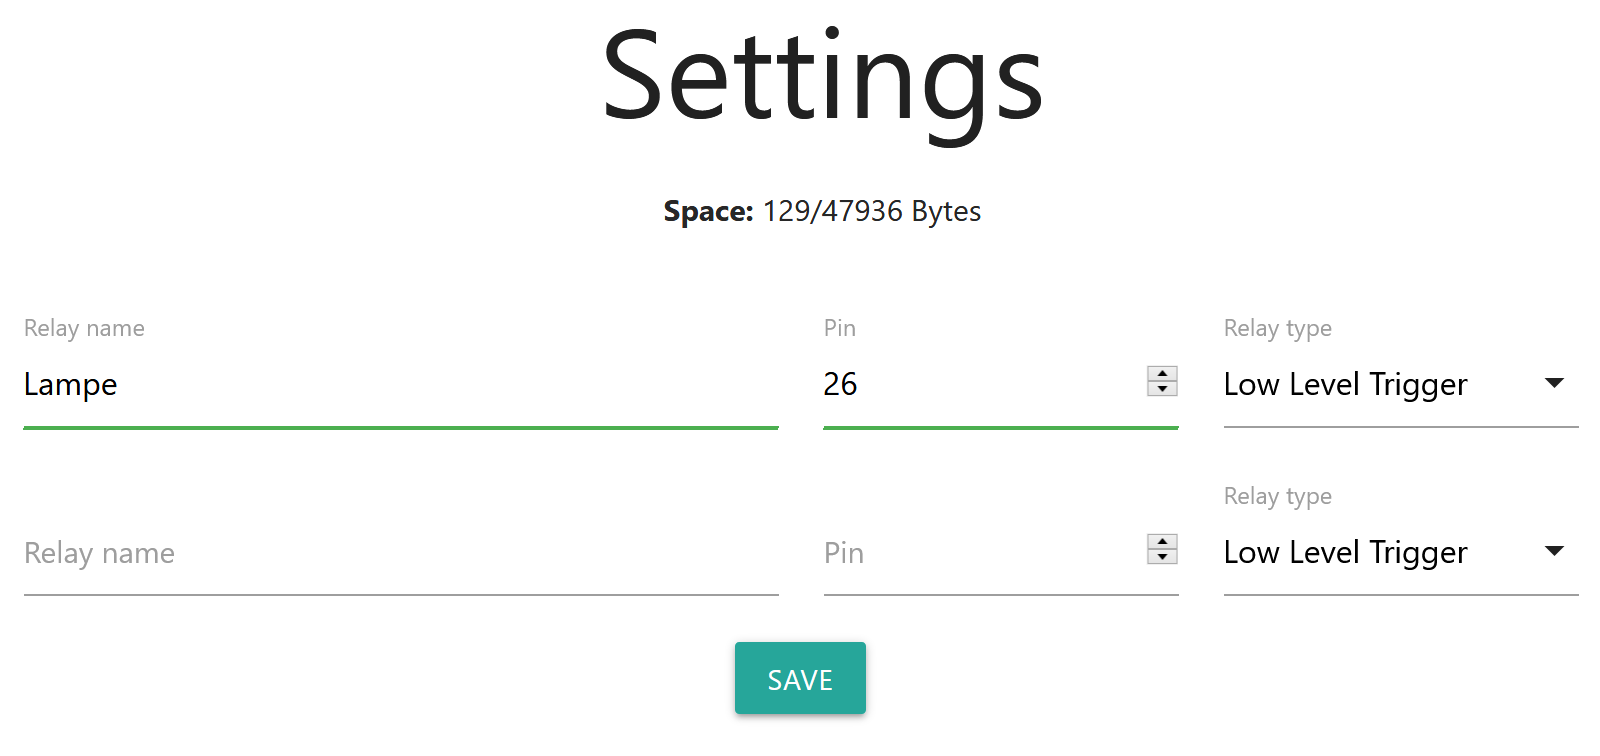 Settings
Space: 129/47936 Bytes
Relay name Pin Relay type
Lampe 26 Low Level Trigger
Relay type
Relay name Pin Low Level Trigger
SAVE